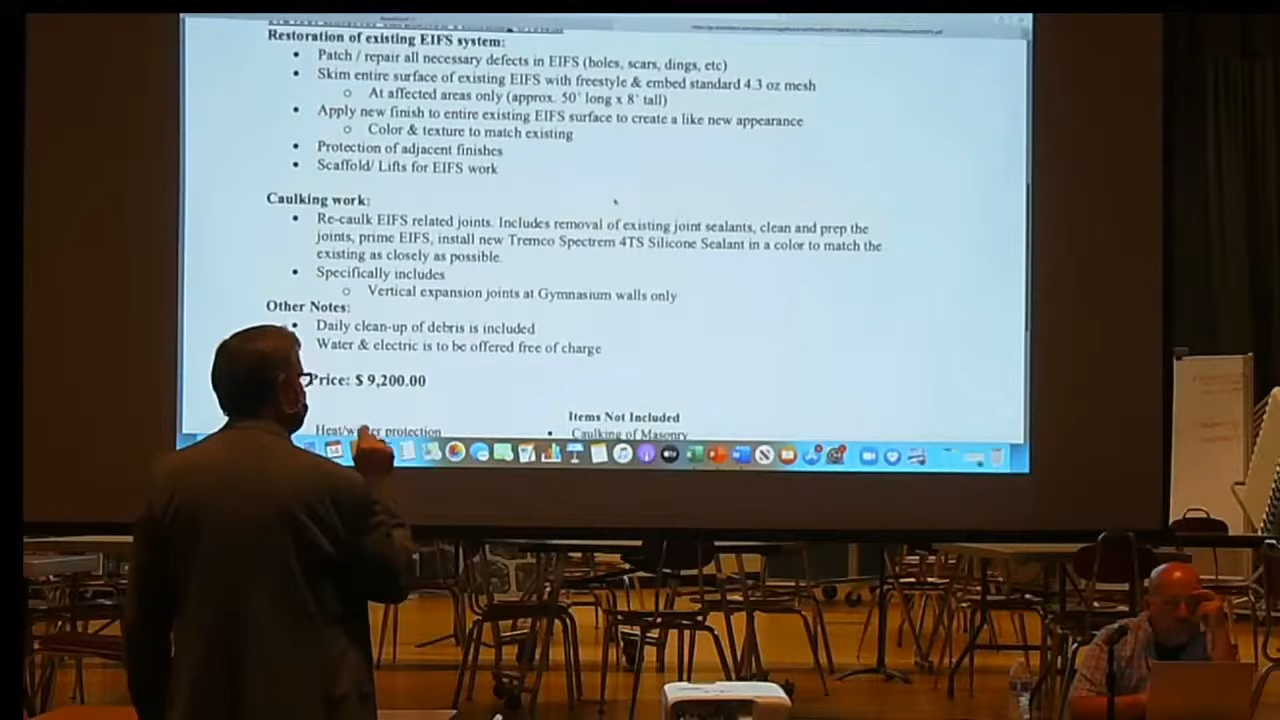 Restoration of existing EIFS system:
• Patch / repair all necessary defects in EIFS (holes, scars, dings, etc)
• Skim entire surface of existing EIFS with freestyle & embed standard 4.3 oz mesh
o At affected areas only (approx. 50' long x 8' tall)
• Apply new finish to entire existing EIFS surface to create a like new appearance
o Color & texture to match existing
• Protection of adjacent finishes
• Scaffold/ Lifts for EIFS work
Caulking work:
• Re-caulk EIFS related joints. Includes removal of existing joint sealants, clean and prep the
joints, prime EIFS, install new Tremco Spectrem 4TS Silicone Sealant in a color to match the
existing as closely as possible.
• Specifically includes
o Vertical expansion joints at Gymnasium walls only
Other Notes:
• Daily clean-up of debris is included
Water & electric is to be offered free of charge
Price: $ 9,200.00
Items Not Included
Heat/water protection
• Caulking of Masonry